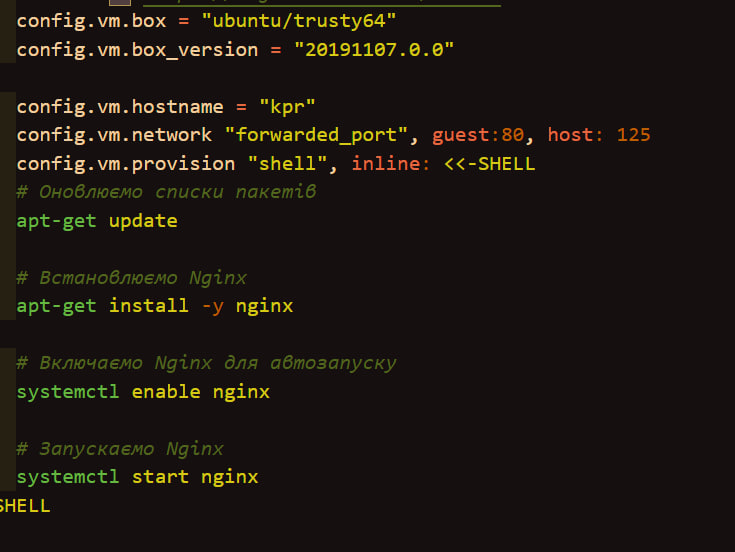 config.vm.box = "ubuntu/trusty64"
config.vm.box_version = "20191107.0.0"
config.vm.hostname = "kpr"
config.vm.network "forwarded_port", guest:80, host: 125
config.vm.provision "shell", inline: <<-SHELL
# Оновлюємо списки пакетів
apt-get update
# Встановлюємо Nginx
apt-get install -y nginx
# Включаємо Nginx для автозапуску
systemctl enable nginx
# Запускаємо Nginx
systemctl start nginx
SHELL